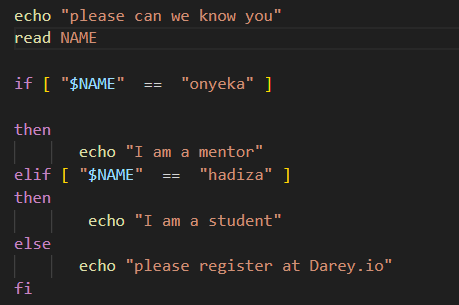 echo "please can we know you"
read NAME
if [ "$NAME" == "onyeka" ]
then
echo "I am a mentor"
elif [ "$NAME" == "hadiza" ]
then
echo "I am a student"
else
echo "please register at Darey.io"
fi